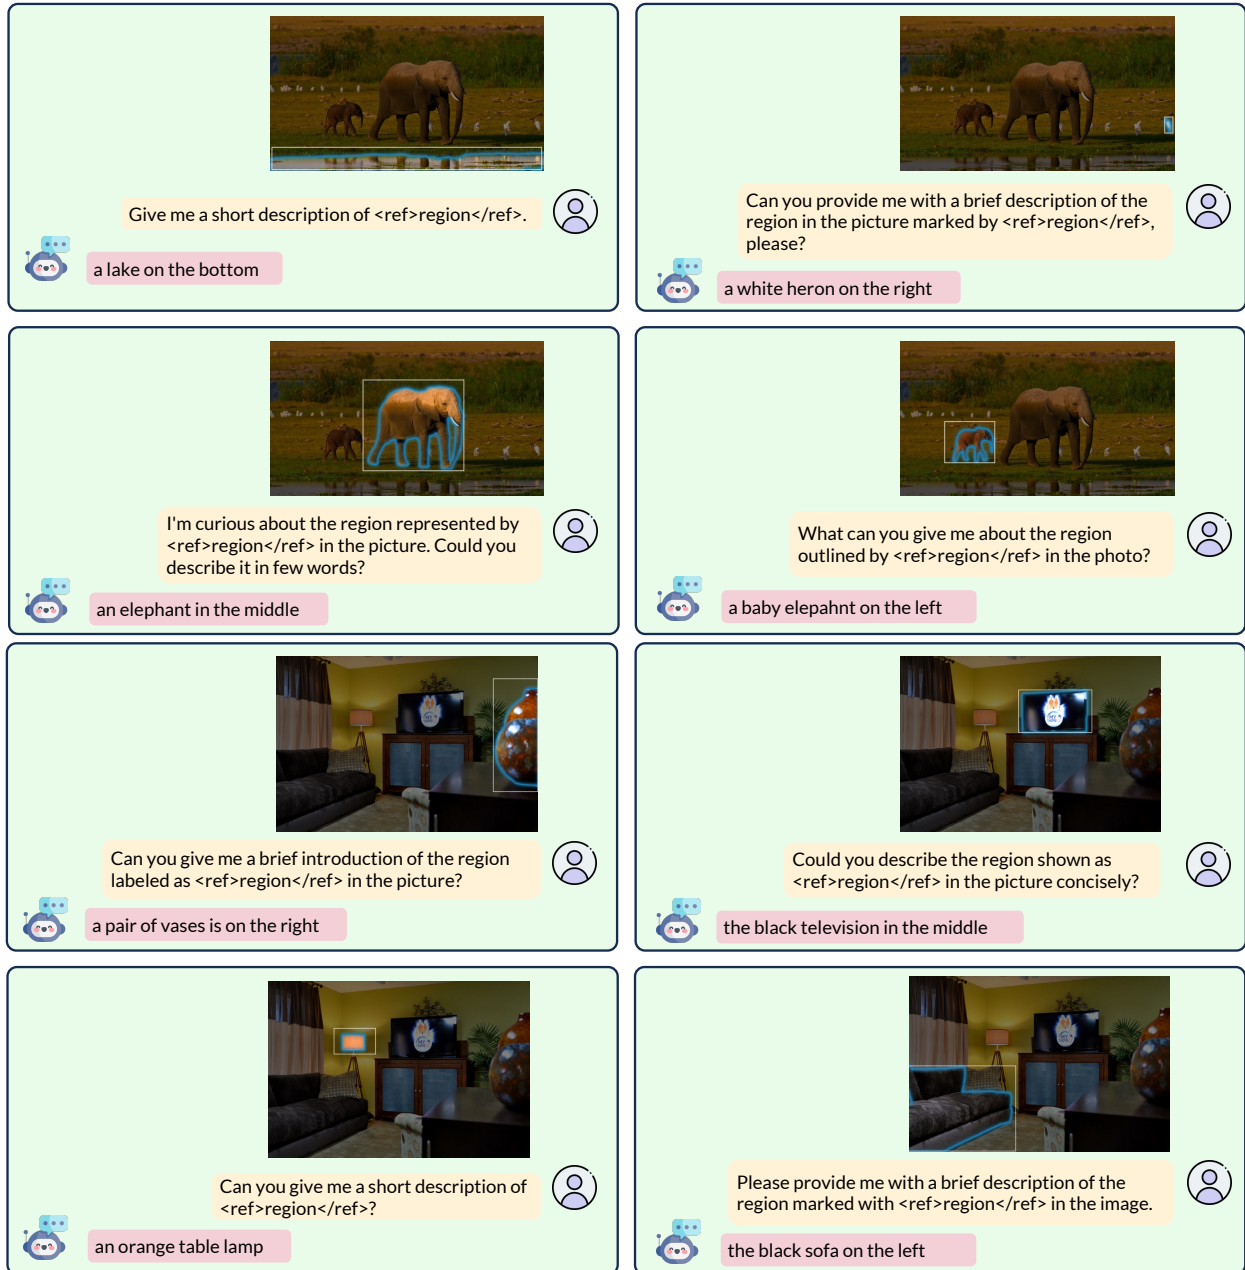 Give me a short description of <ref>region</ref>.
a lake on the bottom
Can you provide me with a brief description of the
region in the picture marked by <ref>region</ref>,
please?
a white heron on the right
I'm curious about the region represented by
<ref>region</ref> in the picture. Could you
describe it in few words?
an elephant in the middle
What can you give me about the region
outlined by <ref>region</ref> in the photo?
a baby elepahnt on the left
Can you give me a brief introduction of the region
labeled as <ref>region</ref> in the picture?
a pair of vases is on the right
Could you describe the region shown as
<ref>region</ref> in the picture concisely?
the black television in the middle
Can you give me a short description of
<ref>region</ref>?
an orange table lamp
Please provide me with a brief description of the
region marked with <ref>region</ref> in the image.
the black sofa on the left